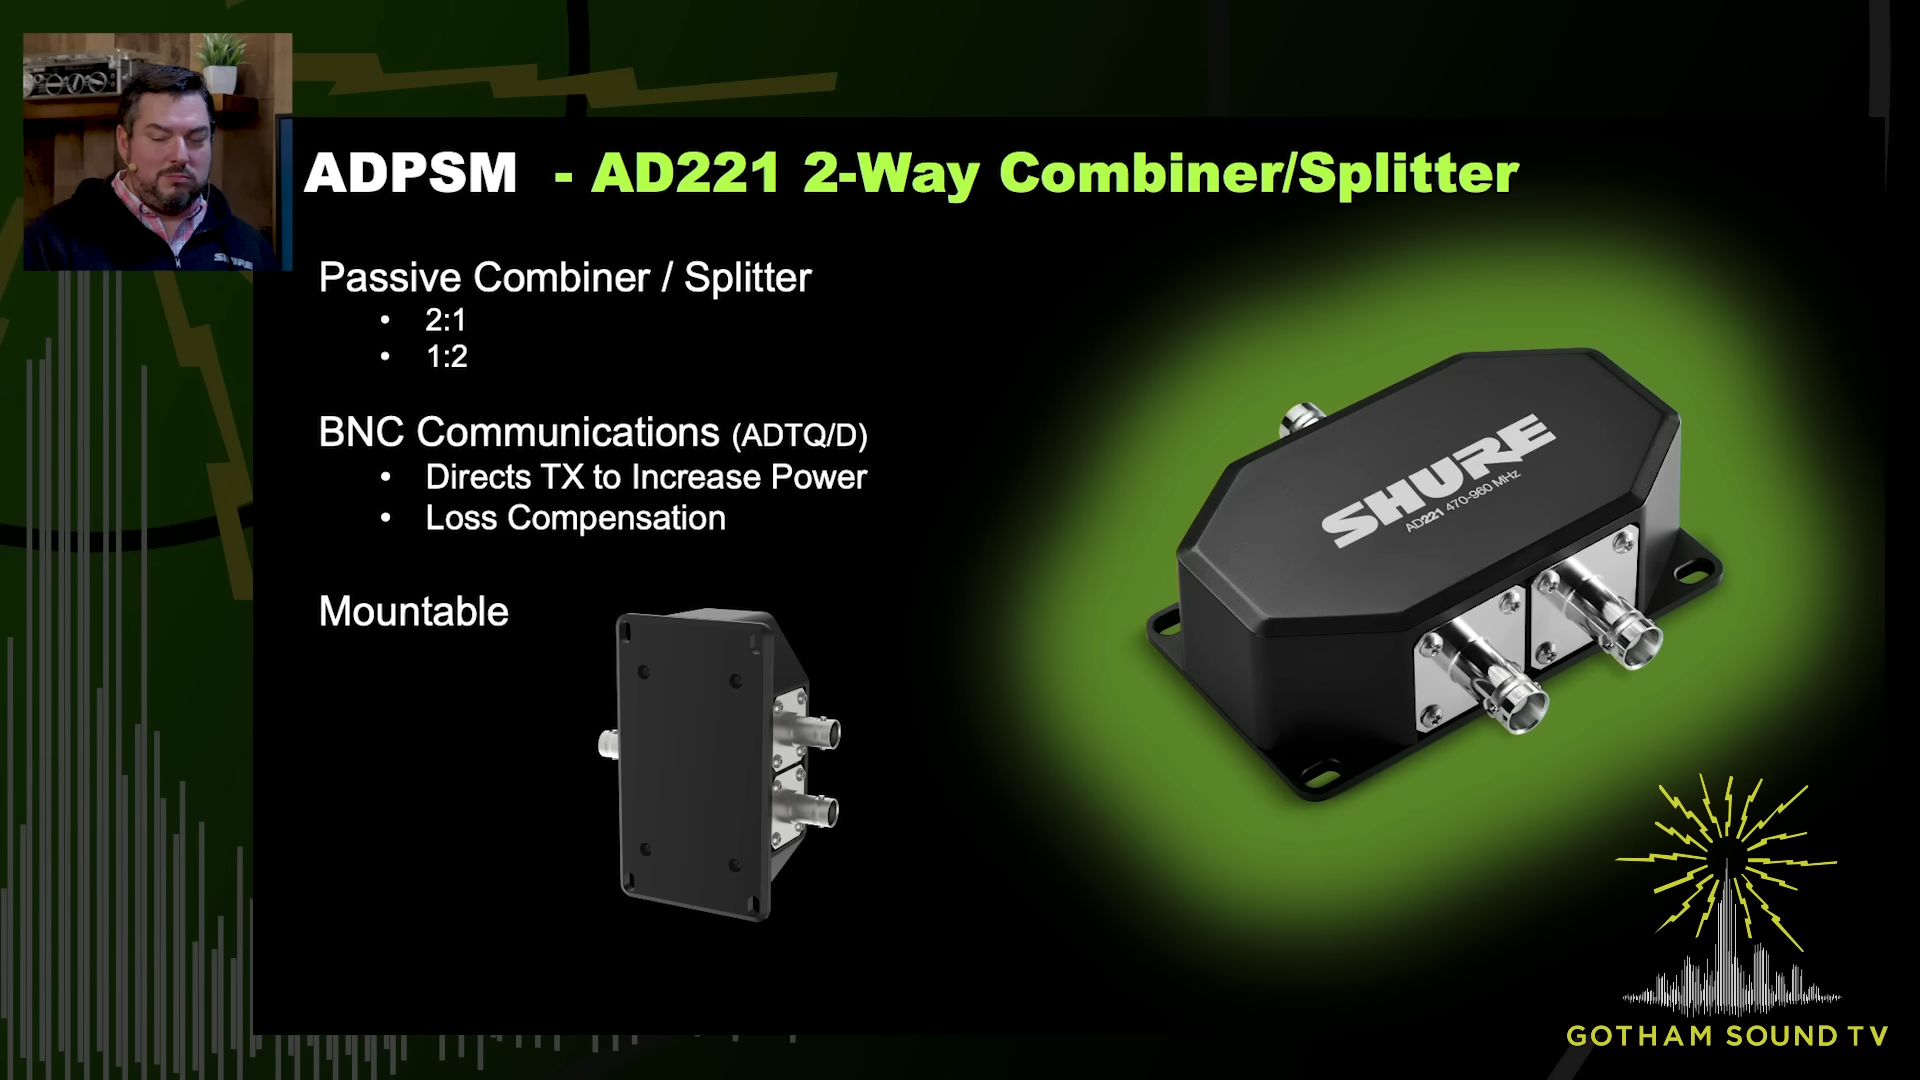 SHURE
ADPSM - AD221 2-Way Combiner/Splitter
Passive Combiner / Splitter
• 2:1
• 1:2
BNC Communications (ADTQ/D)
• Directs TX to Increase Power
• Loss Compensation
Mountable
SHURE
AD221 470-960 MHz
GOTHAM SOUND TV